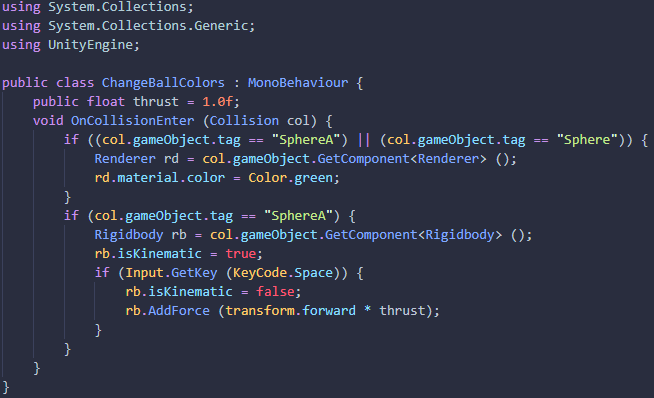 using System.Collections;
using System.Collections.Generic;
using UnityEngine;

public class ChangeBallColors : MonoBehaviour {
    public float thrust = 1.0f;
    void OnCollisionEnter (Collision col) {
        if ((col.gameObject.tag == "SphereA") || (col.gameObject.tag == "Sphere")) {
            Renderer rd = col.gameObject.GetComponent<Renderer> ();
            rd.material.color = Color.green;
        }
        if (col.gameObject.tag == "SphereA") {
            Rigidbody rb = col.gameObject.GetComponent<Rigidbody> ();
            rb.isKinematic = true;
            if (Input.GetKey (KeyCode.Space)) {
                rb.isKinematic = false;
                rb.AddForce (transform.forward * thrust);
            }
        }
    }
}